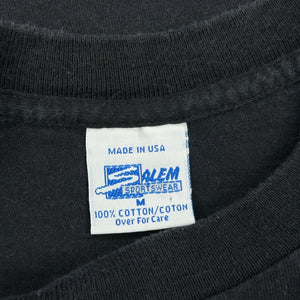 MADE IN USA
SALEM
SPORTSWEAR
M
100% COTTON/COTON
Over For Care